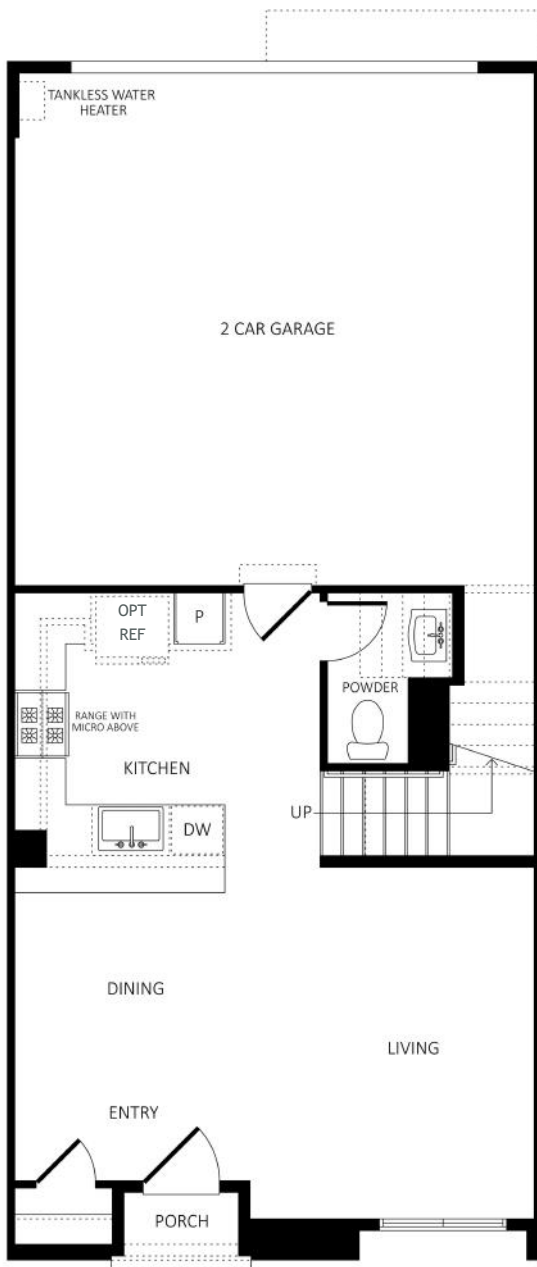 TANKLESS WATER
HEATER
2 CAR GARAGE
OPT
REF
P
RANGE WITH
MICRO ABOVE
POWDER
KITCHEN
UP
DW
DINING
LIVING
ENTRY
PORCH